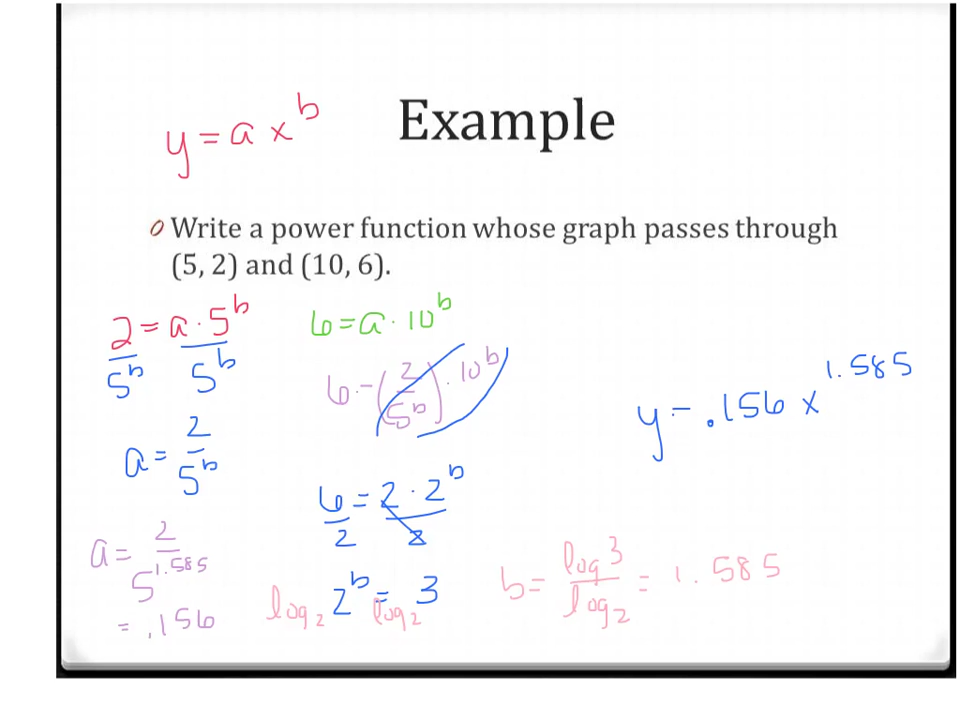 y = a x^b
Example
Write a power function whose graph passes through
(5, 2) and (10, 6).
2 = a · 5^b
5^b 5^b
a = 2/5^b
a = 2/5^1.585
= .156
6 = a · 10^b
6 = (2/5^b) · 10^b
6 = 2 · 2^b
2 2
log₂ 2^b = log₂ 3
b = log 3 / log 2 = 1.585
y = .156 x^1.585